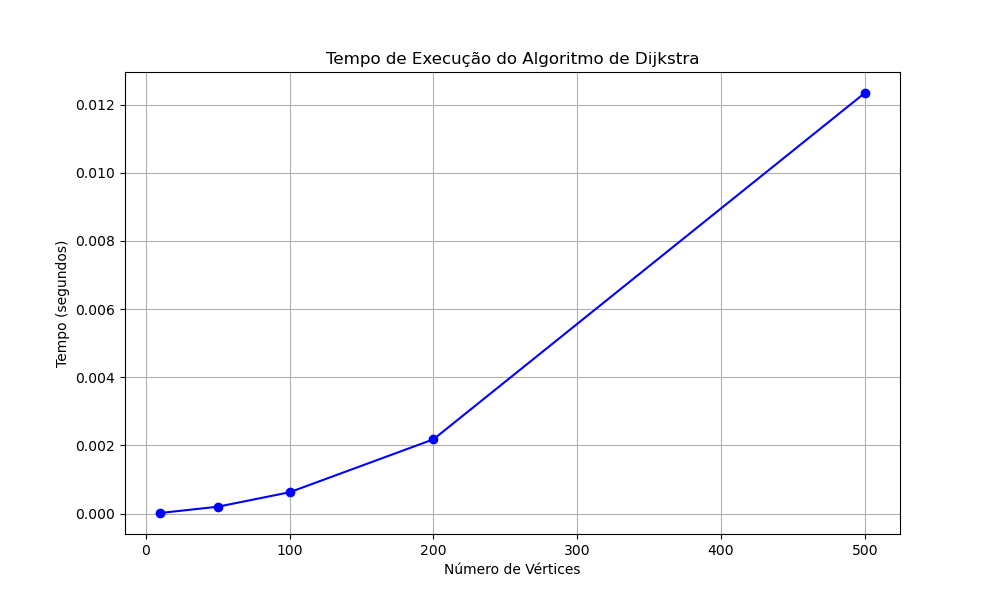 Tempo de Execução do Algoritmo de Dijkstra
0.012
0.010
0.008
0.006
0.004
0.002
0.000
Tempo (segundos)
0 100 200 300 400 500
Número de Vértices